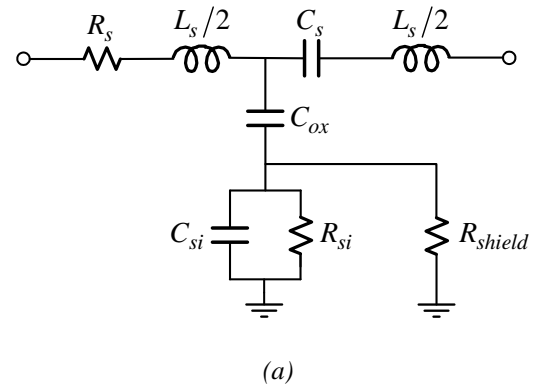 R_s L_s/2 C_s L_s/2
C_ox
C_si R_si R_shield
(a)